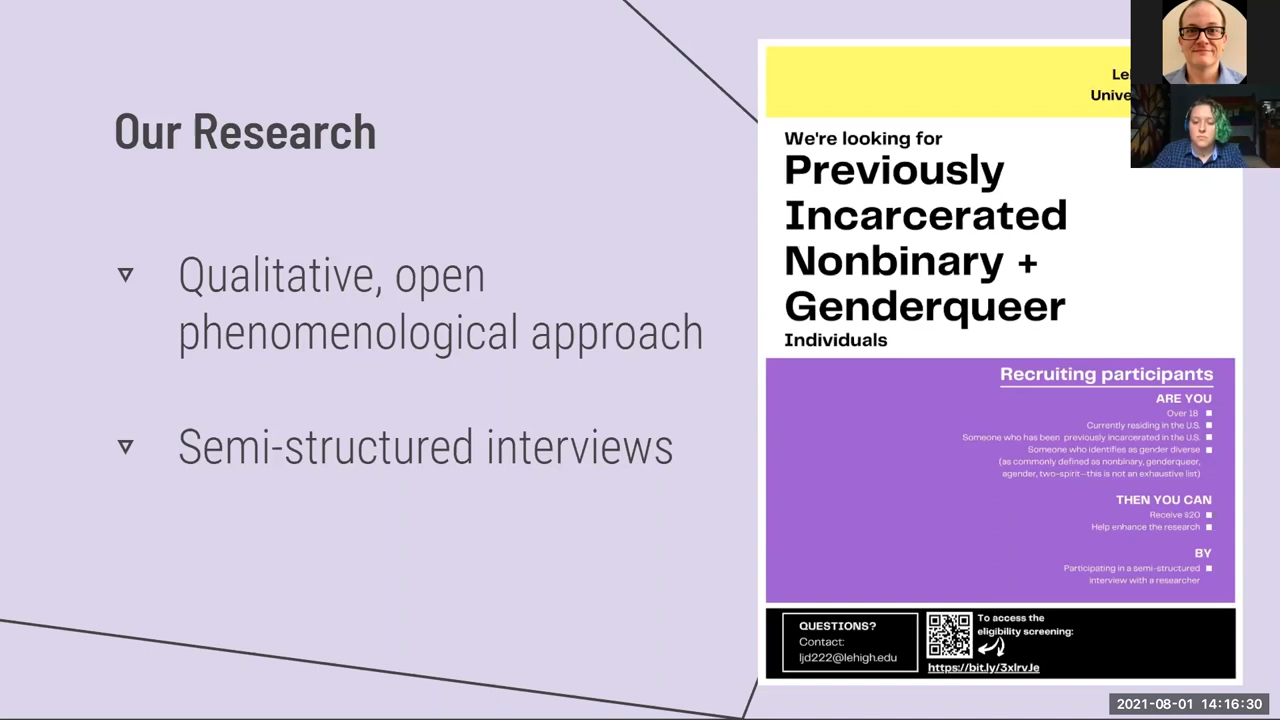 Our Research
Qualitative, open
phenomenological approach
Semi-structured interviews
We're looking for
Previously
Incarcerated
Nonbinary +
Genderqueer
Individuals
Recruiting participants
ARE YOU
Over 18
Currently residing in the U.S.
Someone who has been previously incarcerated in the U.S.
Someone who identifies as gender diverse
(as commonly defined as nonbinary, genderqueer,
agender, two-spirit—this is not an exhaustive list)
THEN YOU CAN
Receive $20
Help enhance the research
BY
Participating in a semi-structured
interview with a researcher
QUESTIONS?
Contact:
ljd222@lehigh.edu
To access the
eligibility screening:
https://bit.ly/3xlrvJe
2021-08-01 14:16:30